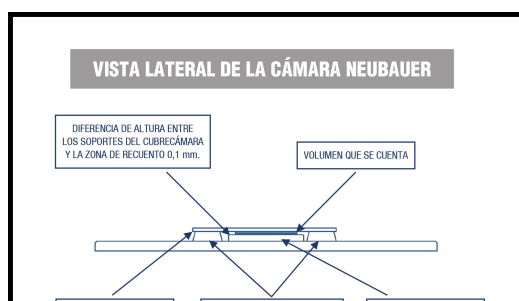 VISTA LATERAL DE LA CÁMARA NEUBAUER
DIFERENCIA DE ALTURA ENTRE
LOS SOPORTES DEL CUBRECÁMARA
Y LA ZONA DE RECUENTO 0,1 mm.
VOLUMEN QUE SE CUENTA